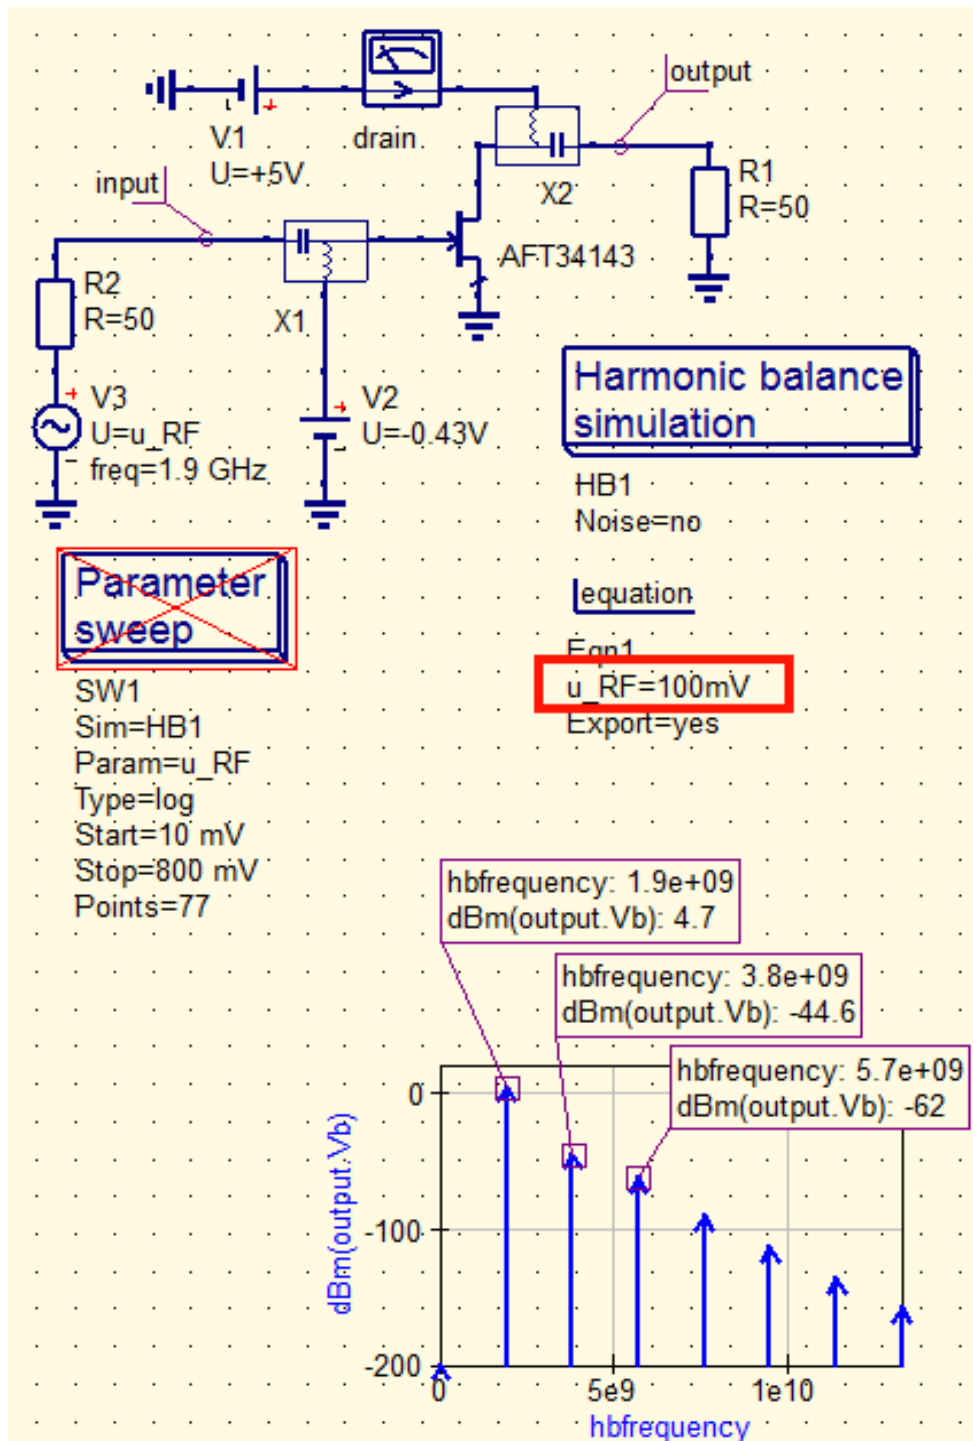 output
V1
U=+5V
drain
X2
R1
R=50
input
AFT34143
R2
R=50
X1
V3
U=u_RF
freq=1.9 GHz
V2
U=-0.43V
Harmonic balance
simulation
HB1
Noise=no
equation
Eqn1
u_RF=100mV
Export=yes
Parameter
sweep
SW1
Sim=HB1
Param=u_RF
Type=log
Start=10 mV
Stop=800 mV
Points=77
hbfrequency: 1.9e+09
dBm(output.Vb): 4.7
hbfrequency: 3.8e+09
dBm(output.Vb): -44.6
hbfrequency: 5.7e+09
dBm(output.Vb): -62
dBm(output.Vb)
0
-100
-200
0
5e9
1e10
hbfrequency